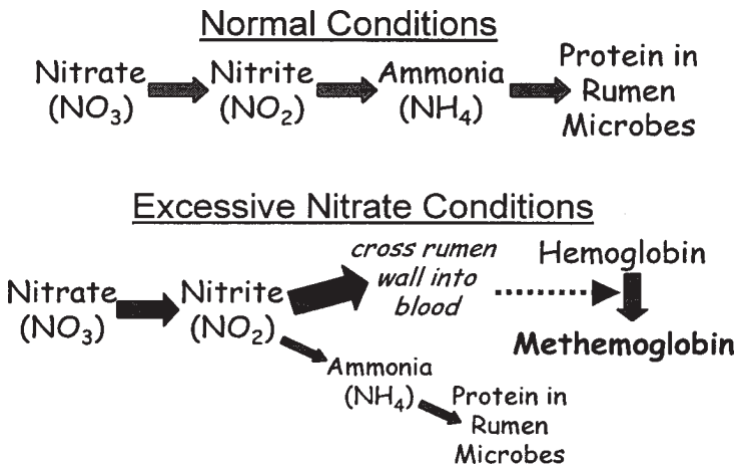 Normal Conditions
Nitrate
(NO₃)
Nitrite
(NO₂)
Ammonia
(NH₄)
Protein in
Rumen
Microbes
Excessive Nitrate Conditions
Nitrate
(NO₃)
Nitrite
(NO₂)
cross rumen
wall into
blood
Hemoglobin
Methemoglobin
Ammonia
(NH₄)
Protein in
Rumen
Microbes